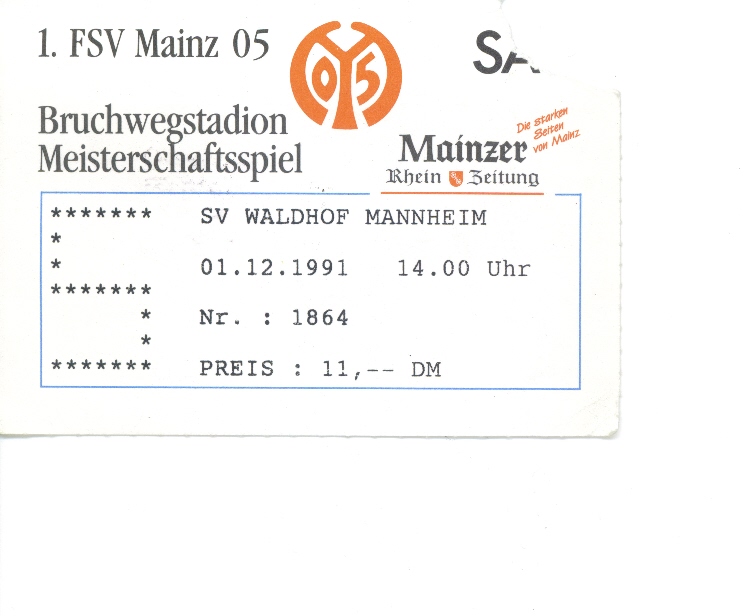 1. FSV Mainz 05
05
Bruchwegstadion
Meisterschaftsspiel
Die starken
Seiten
von Mainz
Mainzer
Rhein Zeitung
******* SV WALDHOF MANNHEIM
*
* 01.12.1991 14.00 Uhr
*******
* Nr. : 1864
*
******* PREIS : 11,-- DM